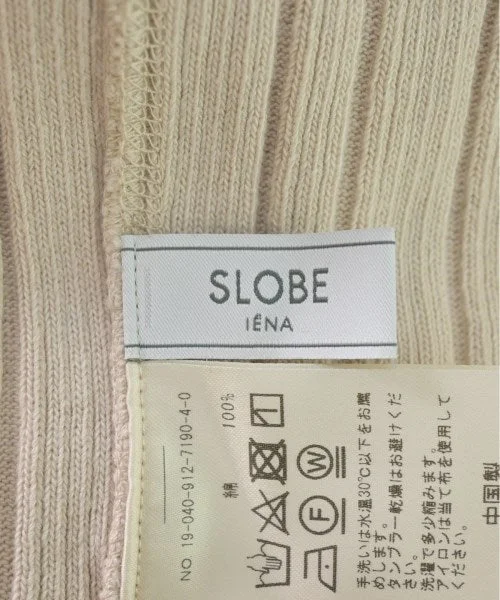 SLOBE
IÉNA
NO 19-040-912-7190-4-0
綿 100%
手洗いは水温30℃以下をお薦
めします。
タンブラー乾燥はお避けくだ
さい。
洗濯で多少縮みます。
アイロンは当て布を使用して
ください。
中国製